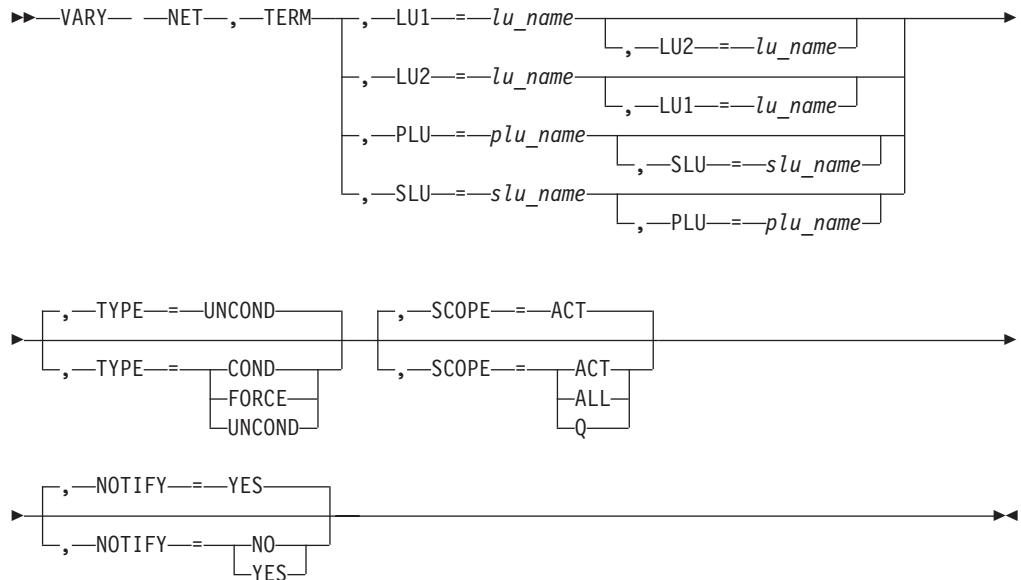 VARY NET , TERM , LU1 = lu_name
, LU2 = lu_name
, LU2 = lu_name
, LU1 = lu_name
, PLU = plu_name
, SLU = slu_name
, SLU = slu_name
, PLU = plu_name
, TYPE = UNCOND , SCOPE = ACT
, TYPE = COND , SCOPE = ACT
FORCE ALL
UNCOND Q
, NOTIFY = YES
, NOTIFY = NO
YES